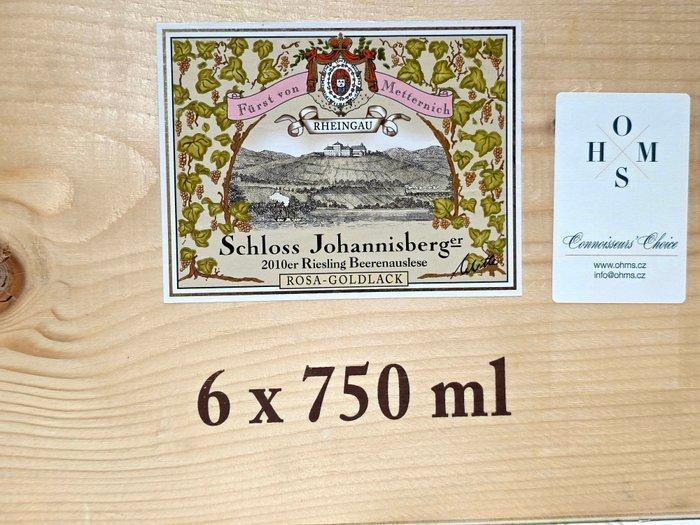 Fürst von Metternich
RHEINGAU
Schloss Johannisberger
2010er Riesling Beerenauslese
ROSA-GOLDLACK
O
H M
S
Connoisseurs' Choice
www.ohms.cz
info@ohms.cz
6 x 750 ml